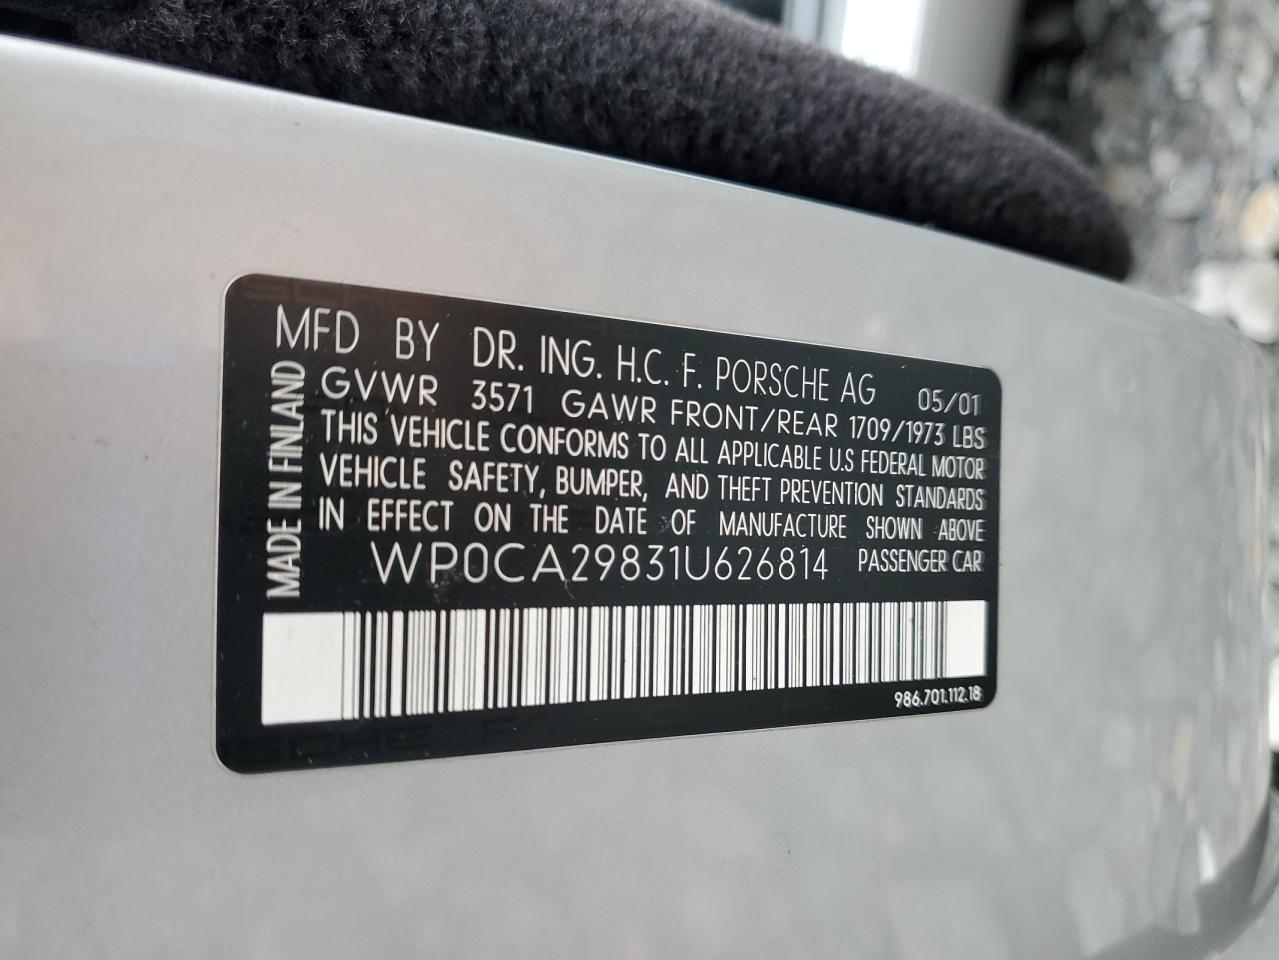 MFD BY DR. ING. H.C. F. PORSCHE AG 05/01
GVWR 3571 GAWR FRONT/REAR 1709/1973 LBS
THIS VEHICLE CONFORMS TO ALL APPLICABLE U.S FEDERAL MOTOR
VEHICLE SAFETY, BUMPER, AND THEFT PREVENTION STANDARDS
IN EFFECT ON THE DATE OF MANUFACTURE SHOWN ABOVE
WP0CA29831U626814 PASSENGER CAR
MADE IN FINLAND
986.701.112.18